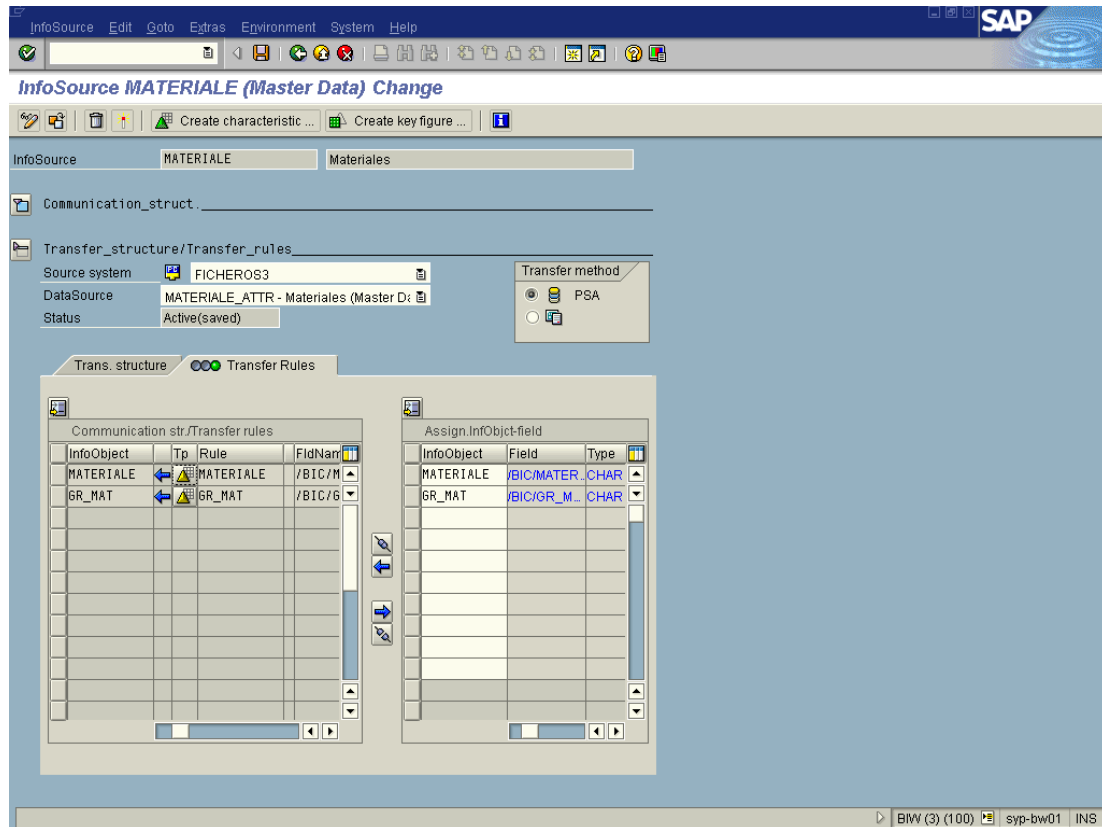 InfoSource Edit Goto Extras Environment System Help
SAP
InfoSource MATERIALE (Master Data) Change
Create characteristic ... Create key figure ...
InfoSource MATERIALE Materiales
Communication_struct.
Transfer_structure/Transfer_rules
Source system FICHEROS3
DataSource MATERIALE_ATTR - Materiales (Master Da
Status Active(saved)
Transfer method
PSA
Trans. structure Transfer Rules
Communication str./Transfer rules
InfoObject Tp Rule FldNam
MATERIALE MATERIALE /BIC/M
GR_MAT GR_MAT /BIC/G
Assign.InfObjct-field
InfoObject Field Type
MATERIALE /BIC/MATER... CHAR
GR_MAT /BIC/GR_M... CHAR
BIW (3) (100) syp-bw01 INS